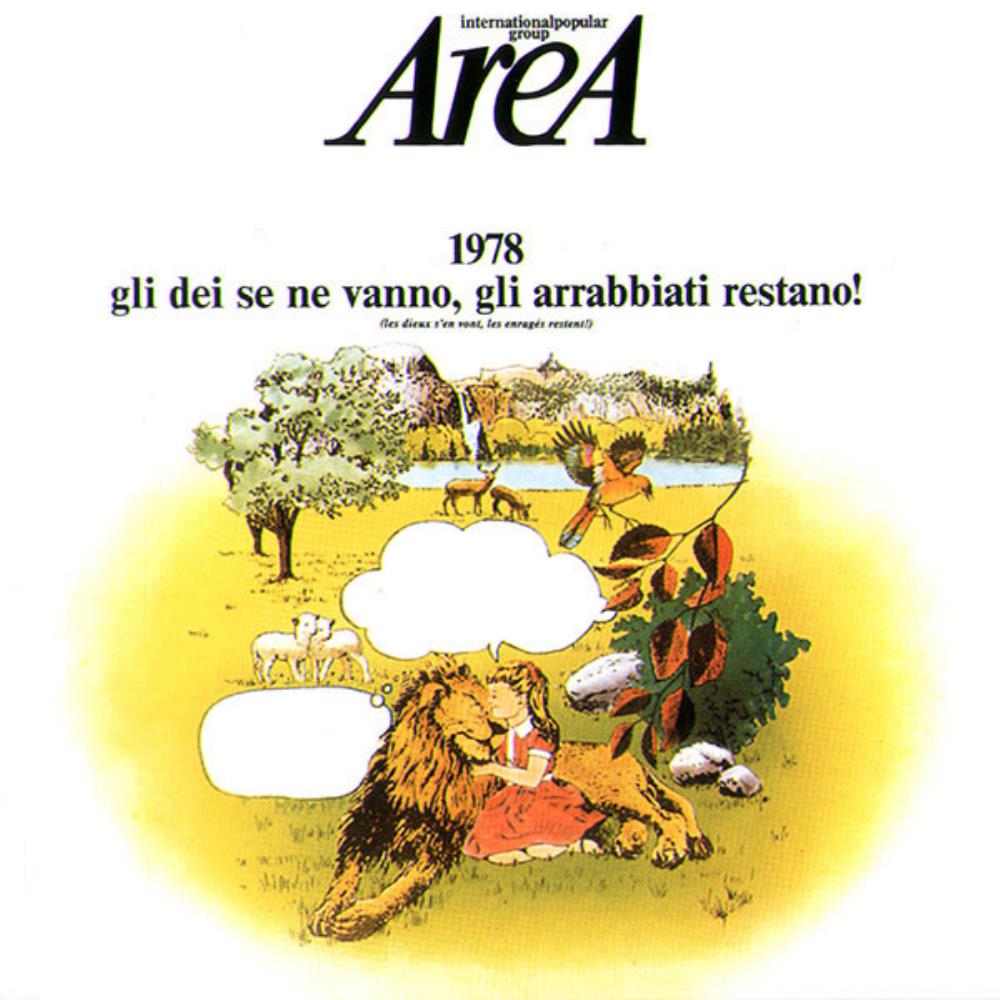 internationalpopular
group
AreA
1978
gli dei se ne vanno, gli arrabbiati restano!
(les dieux s'en vont, les enragés restent!)